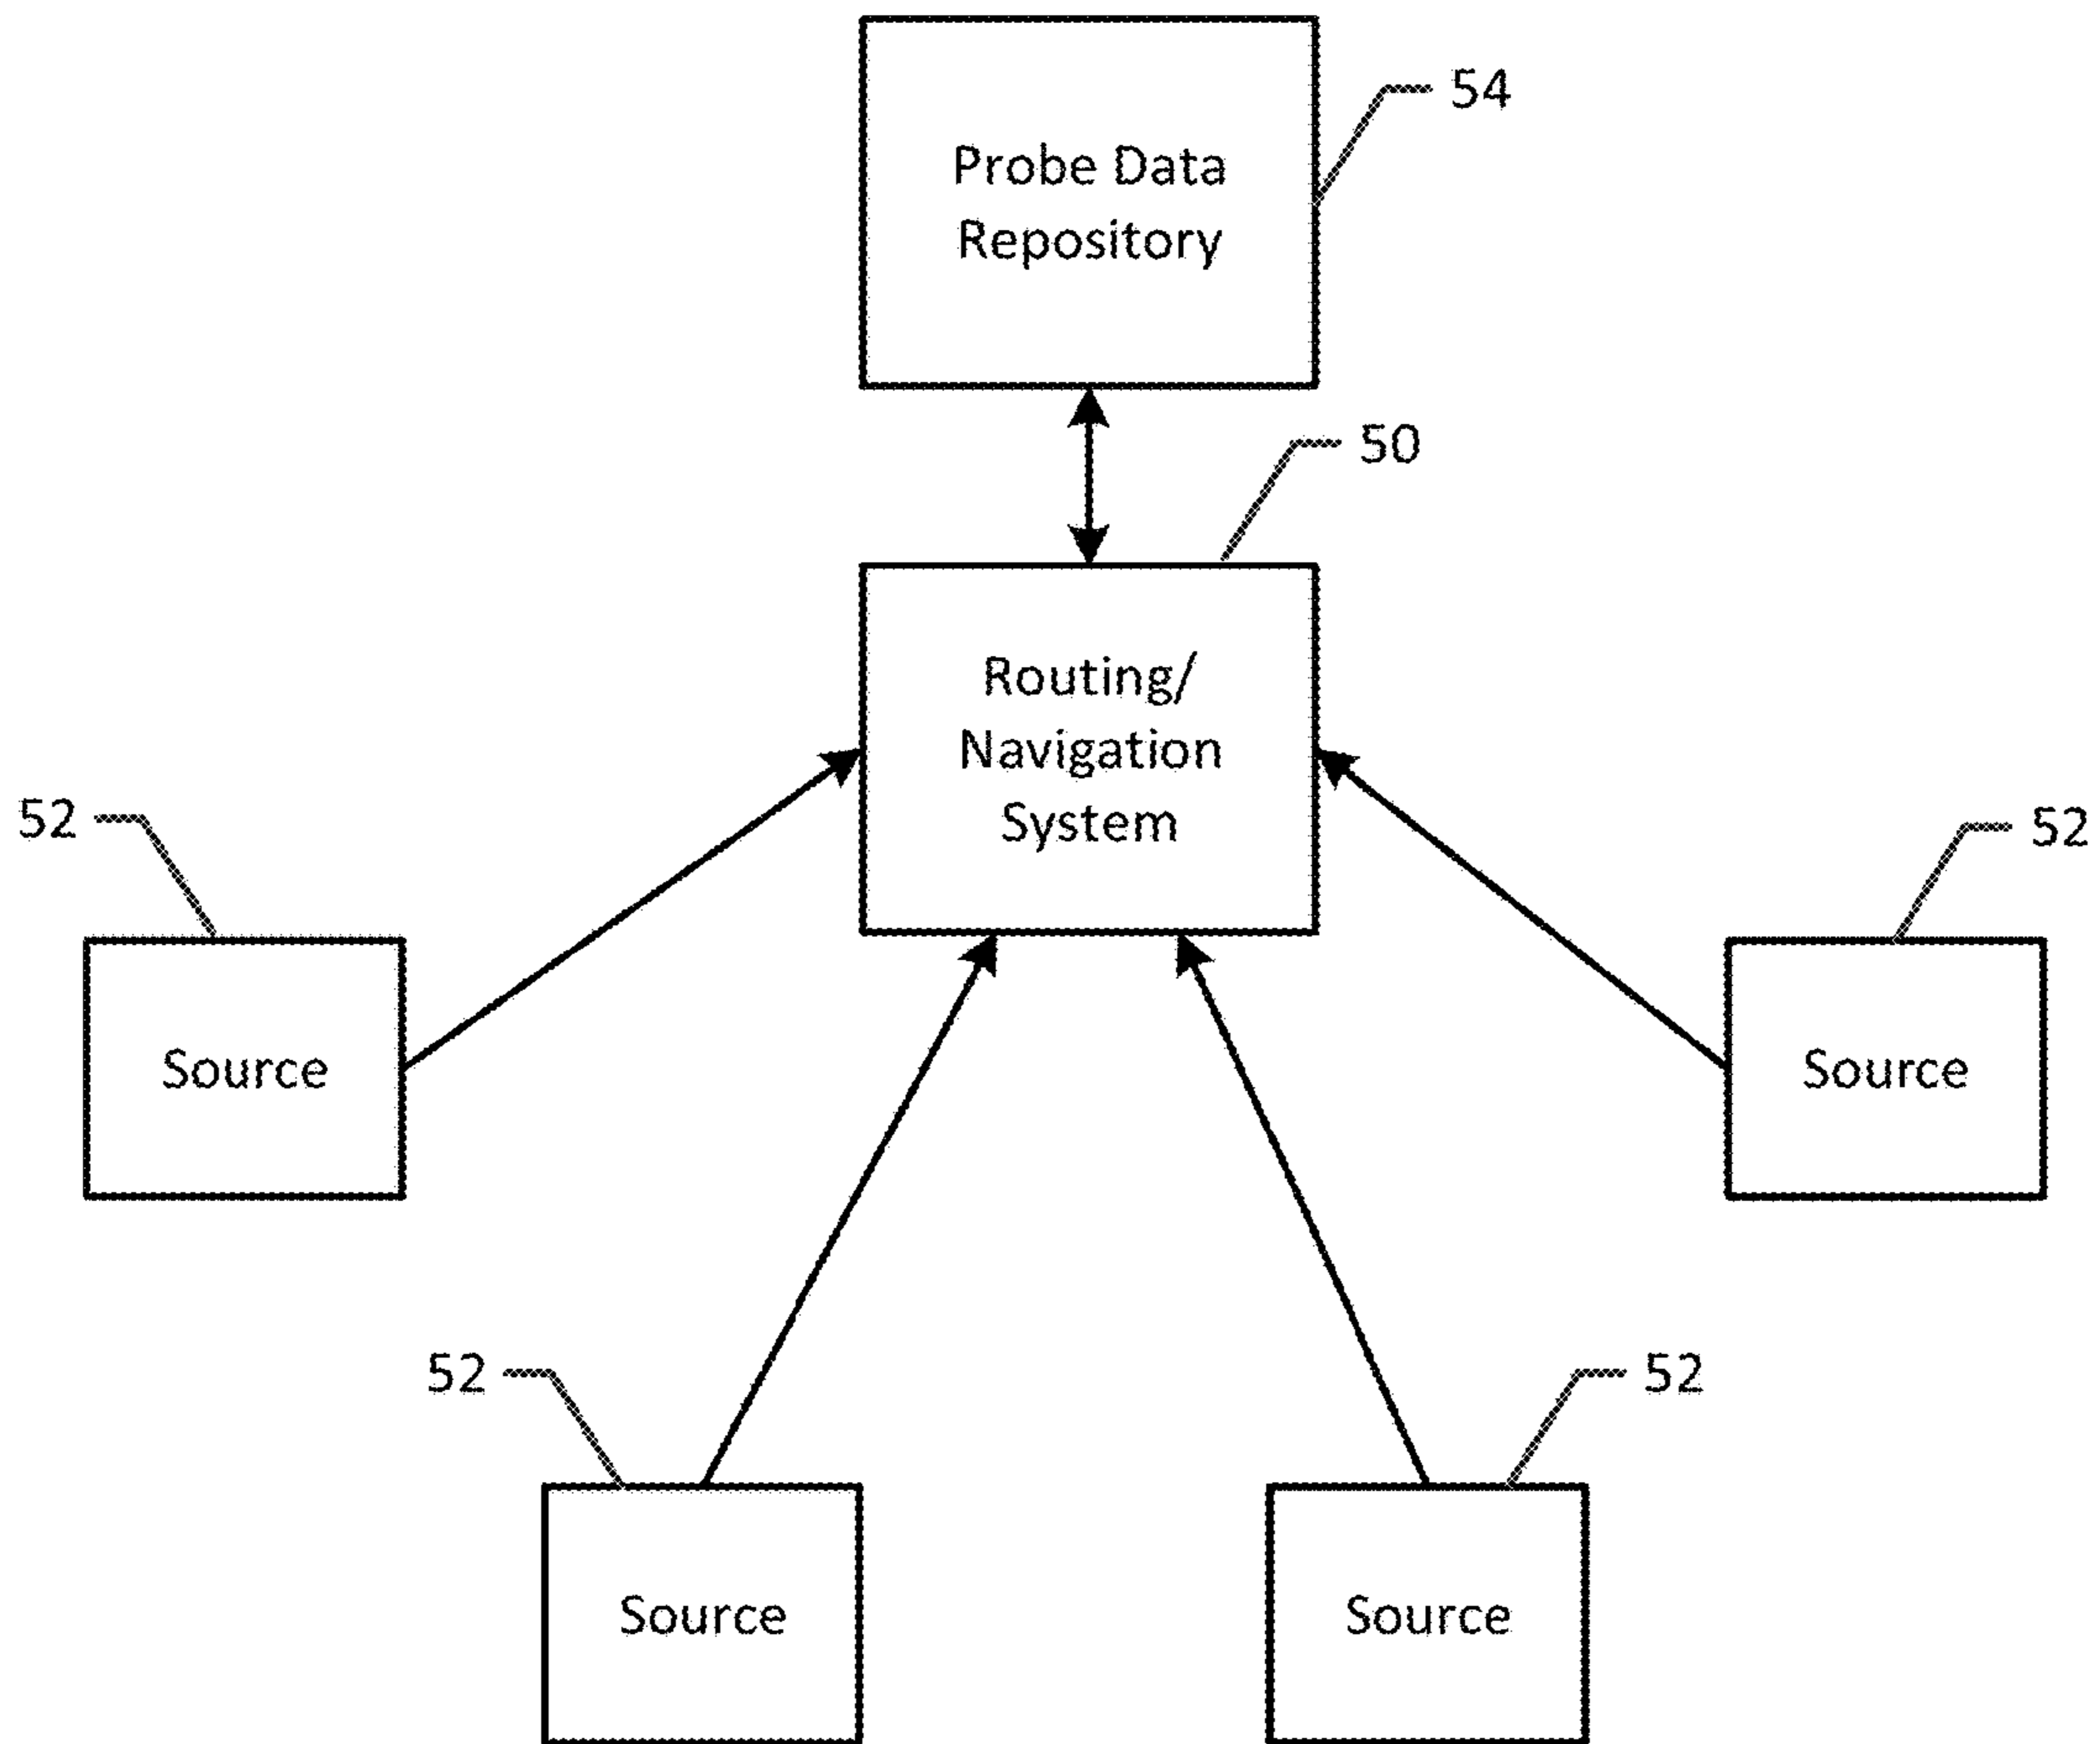 54
Probe Data
Repository
50
Routing/
Navigation
System
52
52
Source
Source
52
52
Source
Source